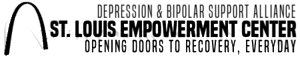 DEPRESSION & BIPOLAR SUPPORT ALLIANCE
ST. LOUIS EMPOWERMENT CENTER
OPENING DOORS TO RECOVERY, EVERYDAY